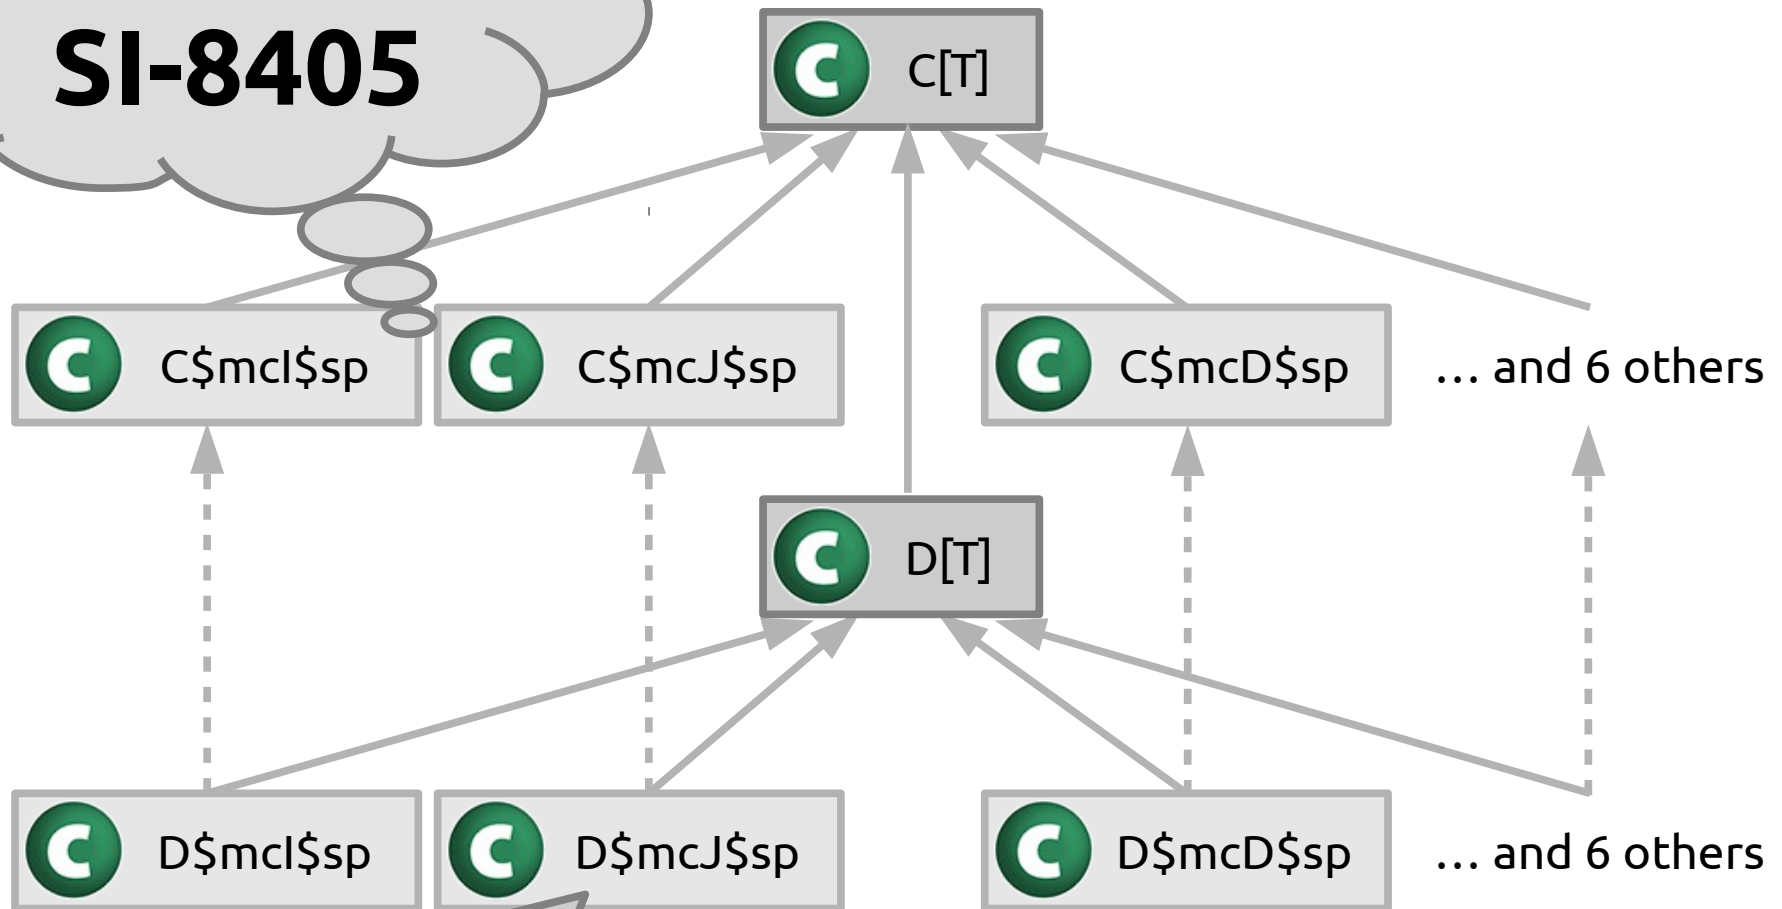 SI-8405
C[T]
C$mcI$sp
C$mcJ$sp
C$mcD$sp
... and 6 others
D[T]
D$mcI$sp
D$mcJ$sp
D$mcD$sp
... and 6 others